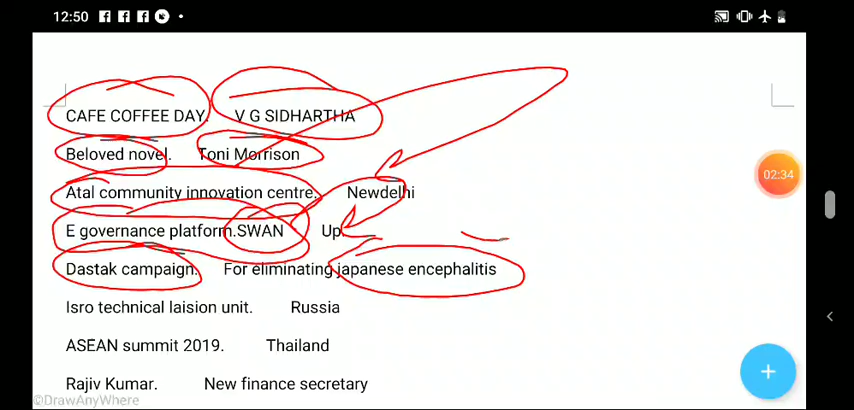 12:50
CAFE COFFEE DAY. V G SIDHARTHA
Beloved novel. Toni Morrison
Atal community innovation centre. Newdelhi
E governance platform.SWAN Up.
Dastak campaign. For eliminating japanese encephalitis
02:34
Isro technical laision unit. Russia
ASEAN summit 2019. Thailand
Rajiv Kumar. New finance secretary
@DrawAnyWhere